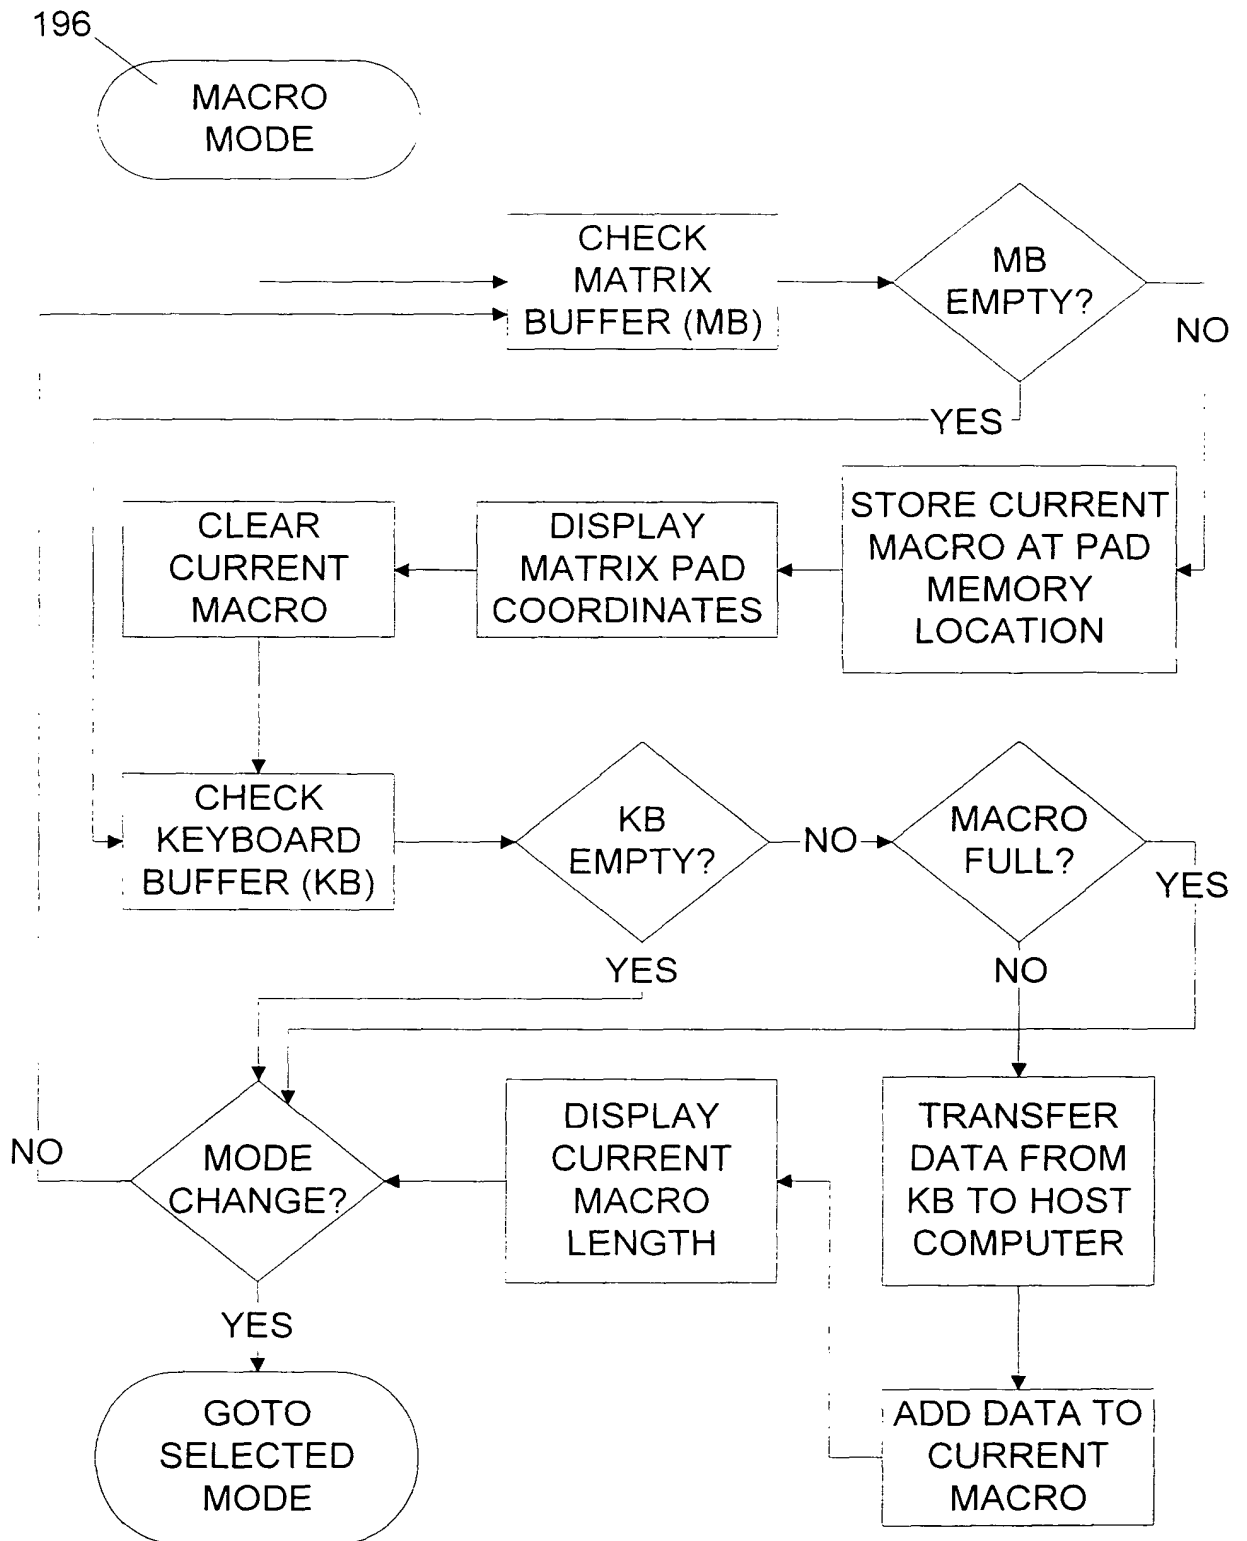 196
MACRO
MODE
CHECK
MATRIX
BUFFER (MB)
MB
EMPTY?
NO
YES
CLEAR
CURRENT
MACRO
DISPLAY
MATRIX PAD
COORDINATES
STORE CURRENT
MACRO AT PAD
MEMORY
LOCATION
CHECK
KEYBOARD
BUFFER (KB)
KB
EMPTY?
NO
MACRO
FULL?
YES
YES
NO
NO
MODE
CHANGE?
DISPLAY
CURRENT
MACRO
LENGTH
TRANSFER
DATA FROM
KB TO HOST
COMPUTER
YES
GOTO
SELECTED
MODE
ADD DATA TO
CURRENT
MACRO